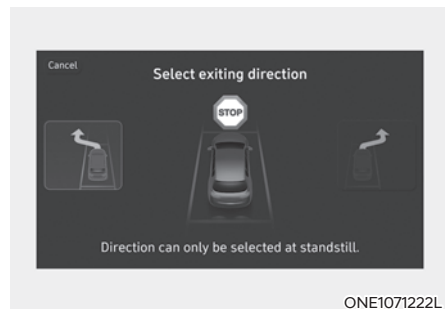 Cancel
Select exiting direction
STOP
Direction can only be selected at standstill.
ONE1071222L